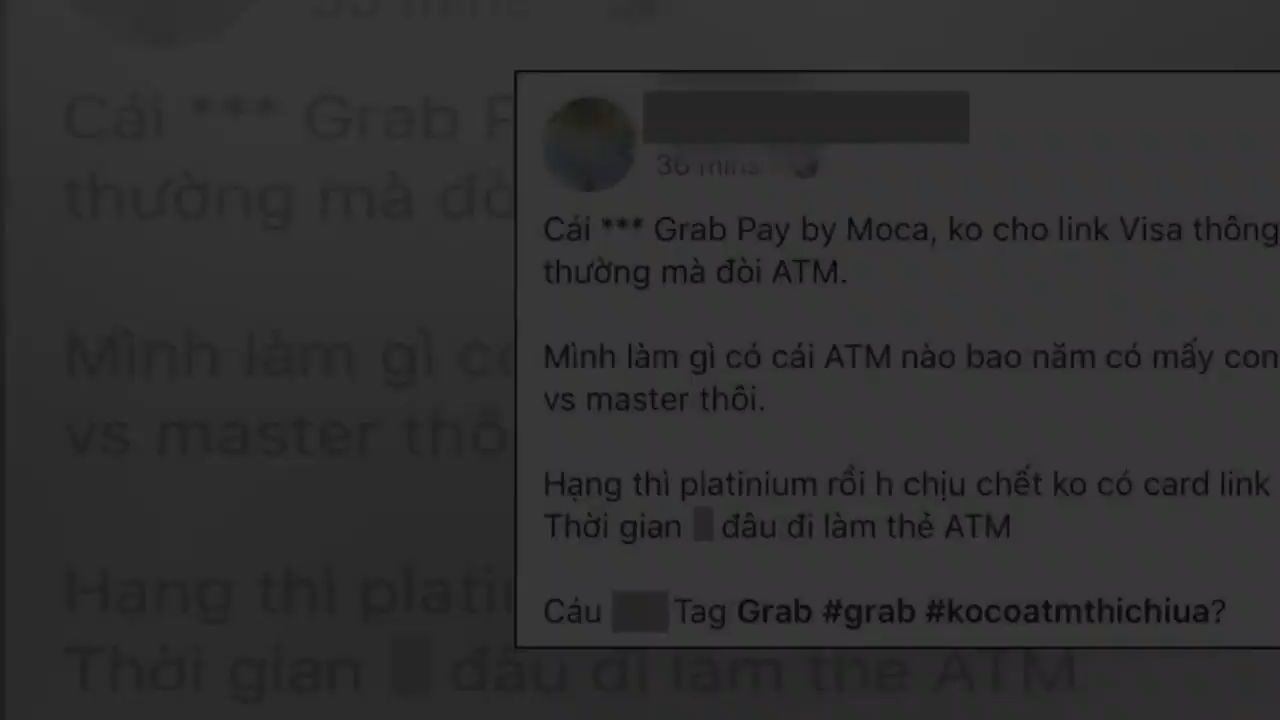 36 mins
Cái *** Grab Pay by Moca, ko cho link Visa thông
thường mà đòi ATM.
Mình làm gì có cái ATM nào bao năm có mấy con
vs master thôi.
Hạng thì platinium rồi h chịu chết ko có card link
Thời gian đâu đi làm thẻ ATM
Cáu Tag Grab #grab #kocoatmthichiua?